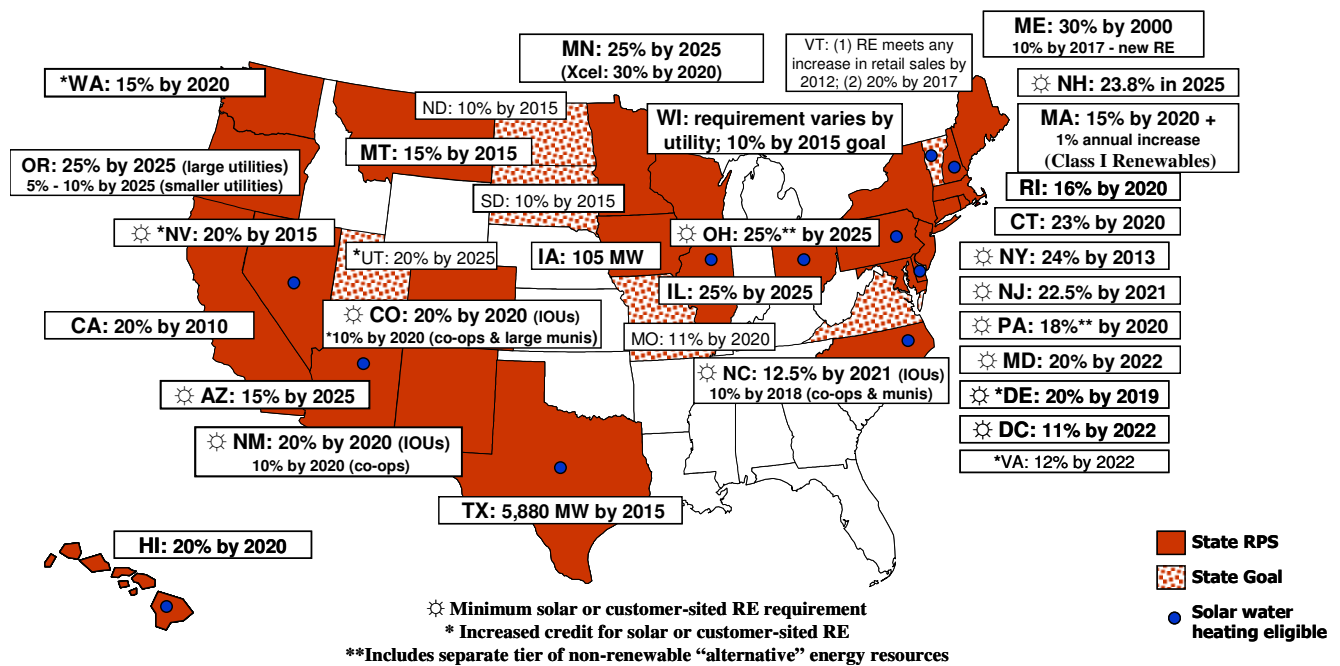 ME: 30% by 2000
10% by 2017 - new RE
MN: 25% by 2025
(Xcel: 30% by 2020)
VT: (1) RE meets any
increase in retail sales by
2012; (2) 20% by 2017
*WA: 15% by 2020
☼ NH: 23.8% in 2025
ND: 10% by 2015
WI: requirement varies by
utility; 10% by 2015 goal
MA: 15% by 2020 +
1% annual increase
(Class I Renewables)
MT: 15% by 2015
OR: 25% by 2025 (large utilities)
5% - 10% by 2025 (smaller utilities)
RI: 16% by 2020
SD: 10% by 2015
CT: 23% by 2020
☼ *NV: 20% by 2015
☼ OH: 25%** by 2025
*UT: 20% by 2025
IA: 105 MW
☼ NY: 24% by 2013
IL: 25% by 2025
☼ NJ: 22.5% by 2021
CA: 20% by 2010
☼ CO: 20% by 2020 (IOUs)
*10% by 2020 (co-ops & large munis)
MO: 11% by 2020
☼ PA: 18%** by 2020
☼ MD: 20% by 2022
☼ NC: 12.5% by 2021 (IOUs)
10% by 2018 (co-ops & munis)
☼ AZ: 15% by 2025
☼ *DE: 20% by 2019
☼ DC: 11% by 2022
☼ NM: 20% by 2020 (IOUs)
10% by 2020 (co-ops)
*VA: 12% by 2022
TX: 5,880 MW by 2015
HI: 20% by 2020
State RPS
State Goal
Solar water
heating eligible
☼ Minimum solar or customer-sited RE requirement
* Increased credit for solar or customer-sited RE
**Includes separate tier of non-renewable “alternative” energy resources